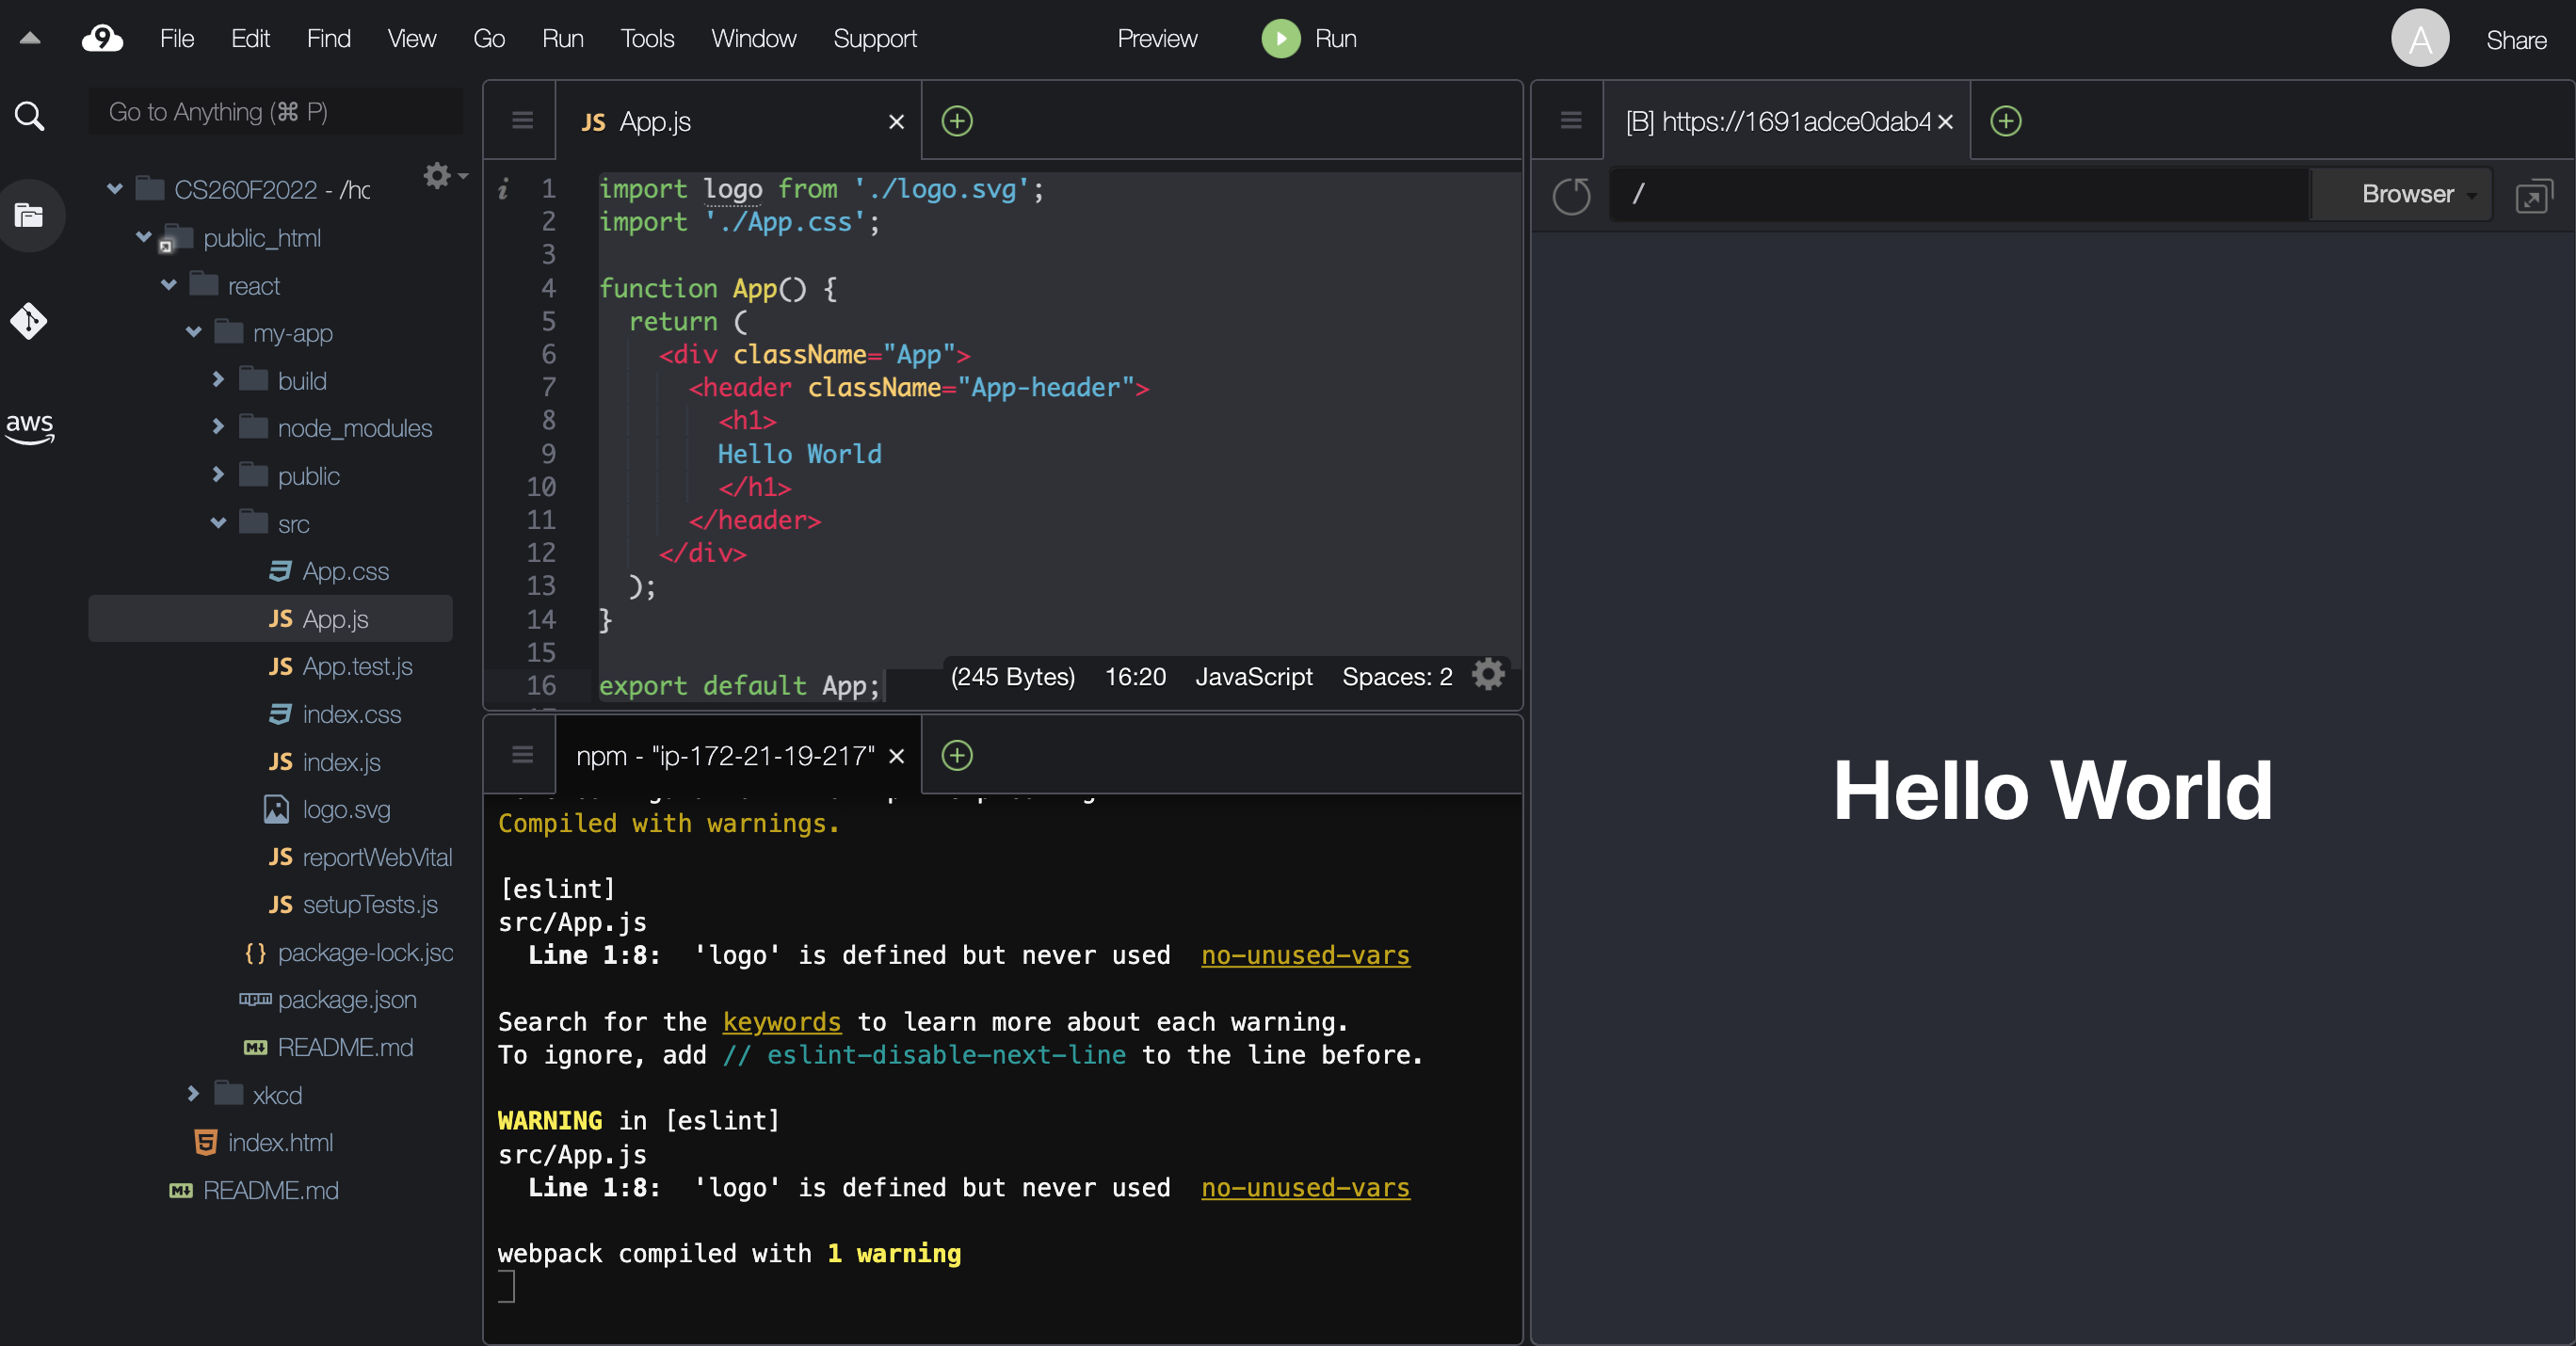 9 File Edit Find View Go Run Tools Window Support Preview Run A Share
Go to Anything (⌘ P)
CS260F2022 - /hc
public_html
react
my-app
build
node_modules
public
src
App.css
JS App.js
JS App.test.js
index.css
JS index.js
logo.svg
JS reportWebVital
JS setupTests.js
{} package-lock.jsc
npm package.json
M↓ README.md
xkcd
5 index.html
M↓ README.md
aws
JS App.js
i 1 import logo from './logo.svg';
2 import './App.css';
3
4 function App() {
5 return (
6 <div className="App">
7 <header className="App-header">
8 <h1>
9 Hello World
10 </h1>
11 </header>
12 </div>
13 );
14 }
15
16 export default App;
(245 Bytes) 16:20 JavaScript Spaces: 2
npm - "ip-172-21-19-217"
Compiled with warnings.
[eslint]
src/App.js
Line 1:8: 'logo' is defined but never used no-unused-vars
Search for the keywords to learn more about each warning.
To ignore, add // eslint-disable-next-line to the line before.
WARNING in [eslint]
src/App.js
Line 1:8: 'logo' is defined but never used no-unused-vars
webpack compiled with 1 warning
[B] https://1691adce0dab4
/ Browser
Hello World